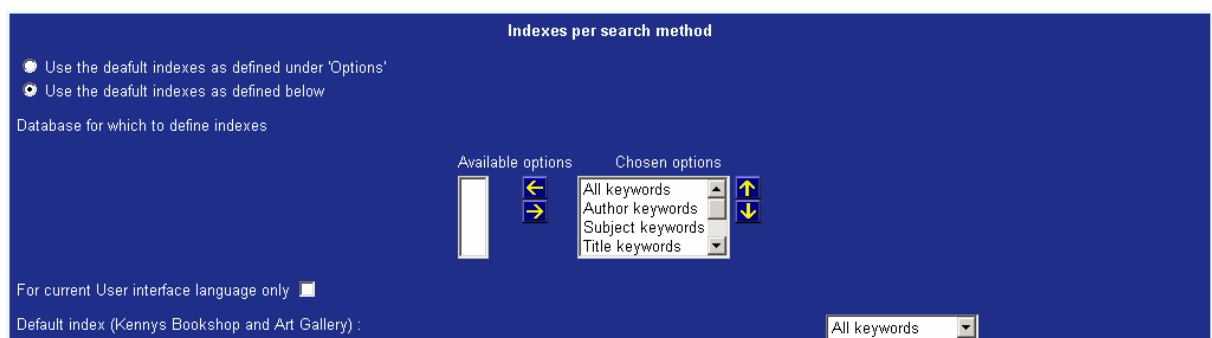 Indexes per search method
Use the deafult indexes as defined under 'Options'
Use the deafult indexes as defined below
Database for which to define indexes
Available options Chosen options
All keywords
Author keywords
Subject keywords
Title keywords
For current User interface language only
Default index (Kennys Bookshop and Art Gallery) : All keywords